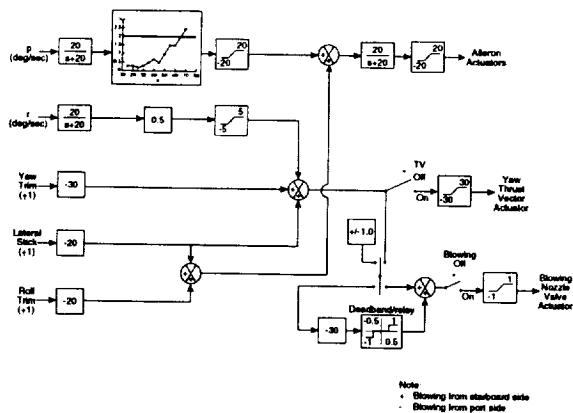 p
(deg/sec)
20
s+20
20
-20
20
s+20
20
-20
Aileron
Actuators
r
(deg/sec)
20
s+20
0.5
5
-5
Yaw
Trim
(+1)
-30
TV
Off
On
30
-30
Yaw
Thrust
Vector
Actuator
Lateral
Stick
(+1)
-20
+/-1.0
Roll
Trim
(+1)
-20
Blowing
Off
On
1
-1
Blowing
Nozzle
Valve
Actuator
Deadband/relay
-30
-0.5
1
-1
0.5
Note
+ Blowing from starboard side
- Blowing from port side